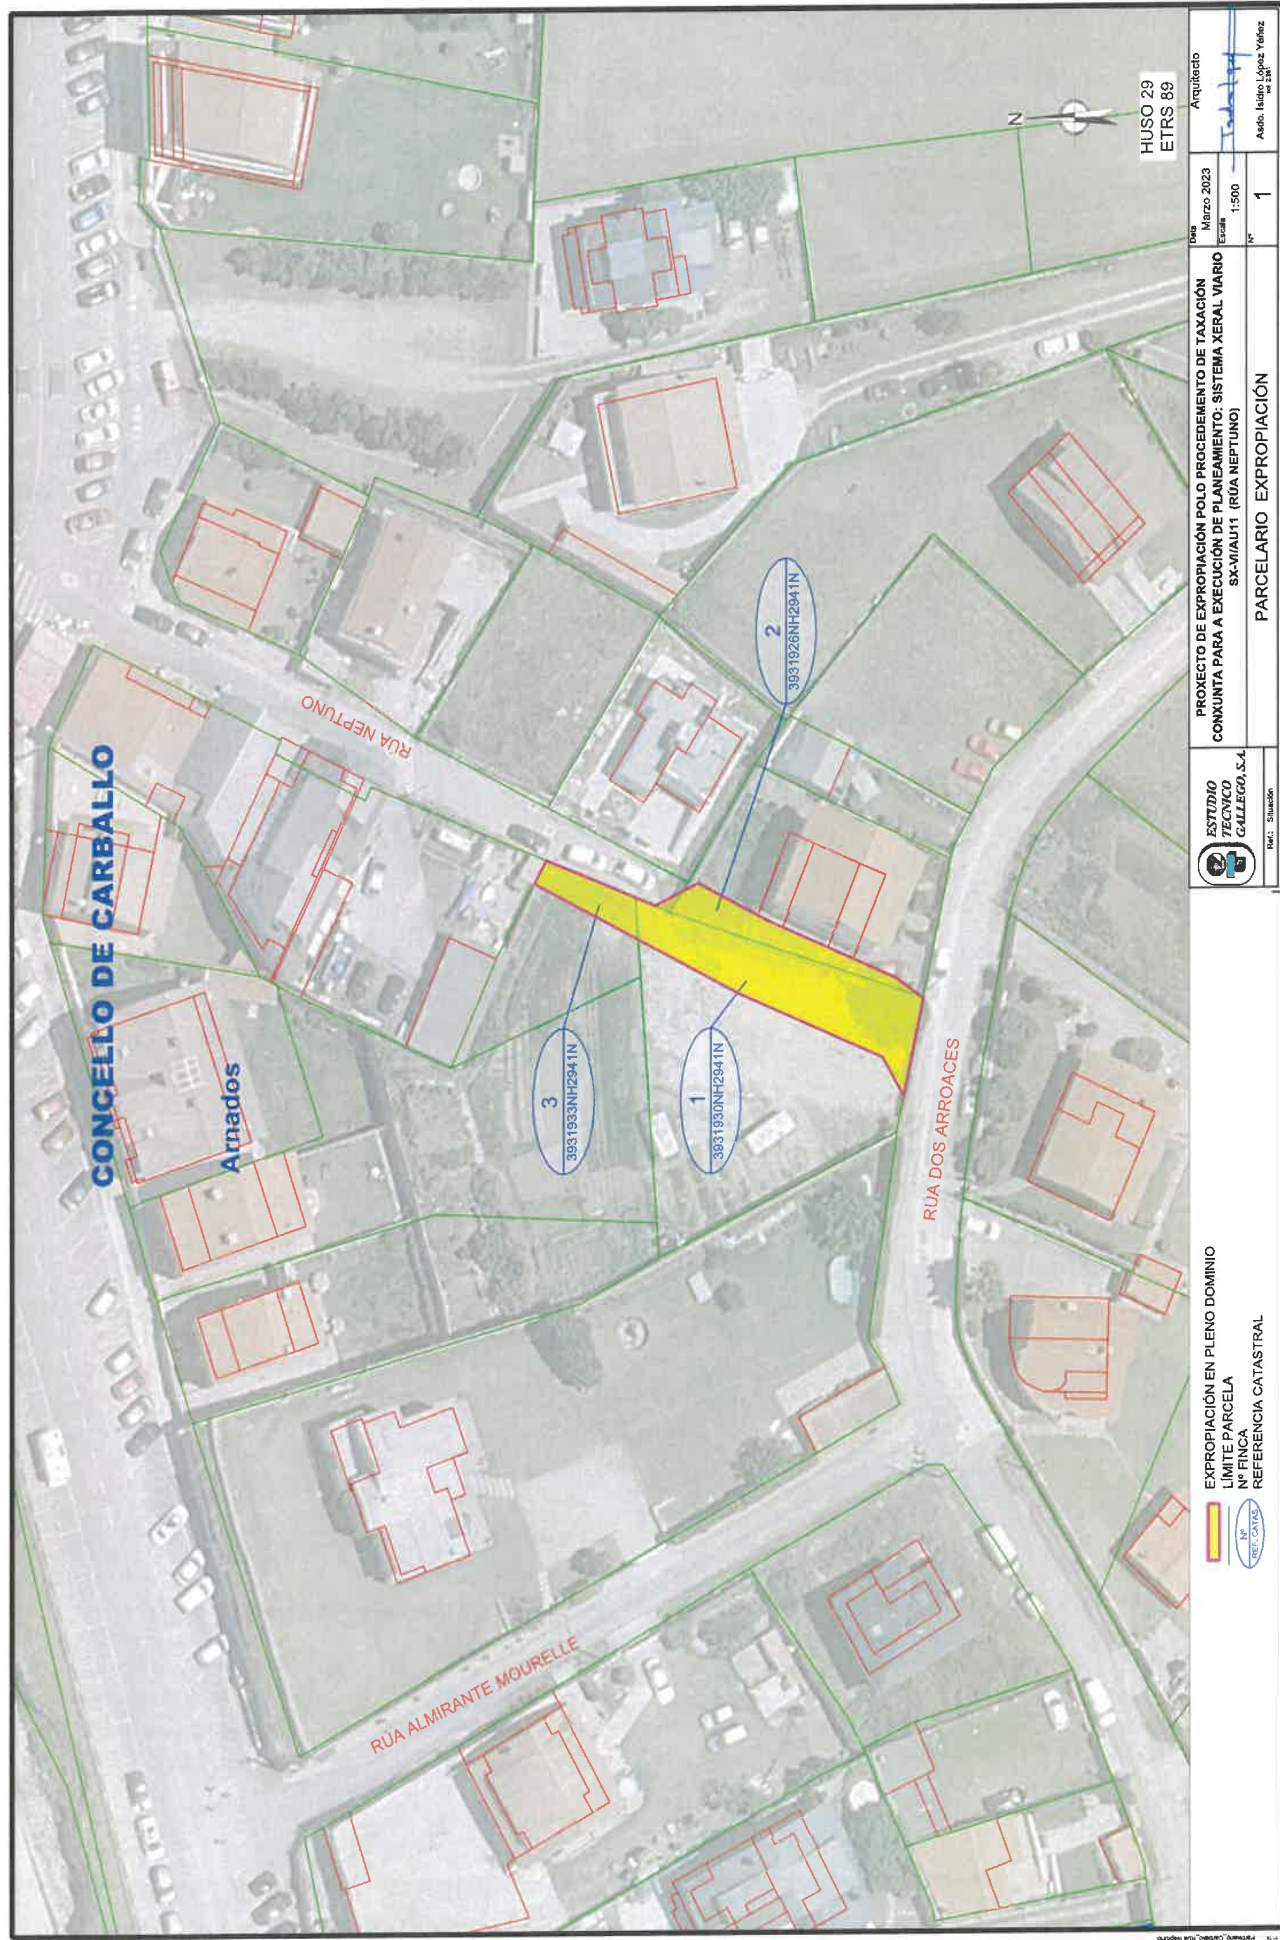 CONCELLO DE CARBALLO
Arnados
RÚA NEPTUNO
RÚA ALMIRANTE MOURELLE
RÚA DOS ARROACES
3
3931933NH2941N
1
3931930NH2941N
2
3931926NH2941N
N
HUSO 29
ETRS 89
EXPROPIACIÓN EN PLENO DOMINIO
LÍMITE PARCELA
Nº FINCA
REFERENCIA CATASTRAL
Nº
REF. CATAS.
ESTUDIO
TECNICO
GALLEGO, S.A.
Ref.: Situación
PROXECTO DE EXPROPIACIÓN POLO PROCEDEMENTO DE TAXACIÓN
CONXUNTA PARA A EXECUCIÓN DE PLANEAMIENTO: SISTEMA XERAL VIARIO
SX-VI/AU11 (RÚA NEPTUNO)
PARCELARIO EXPROPIACIÓN
Data
Marzo 2023
Escala
1:500
Nº
1
Arquitecto
Asdo. Isidro López Yáñez